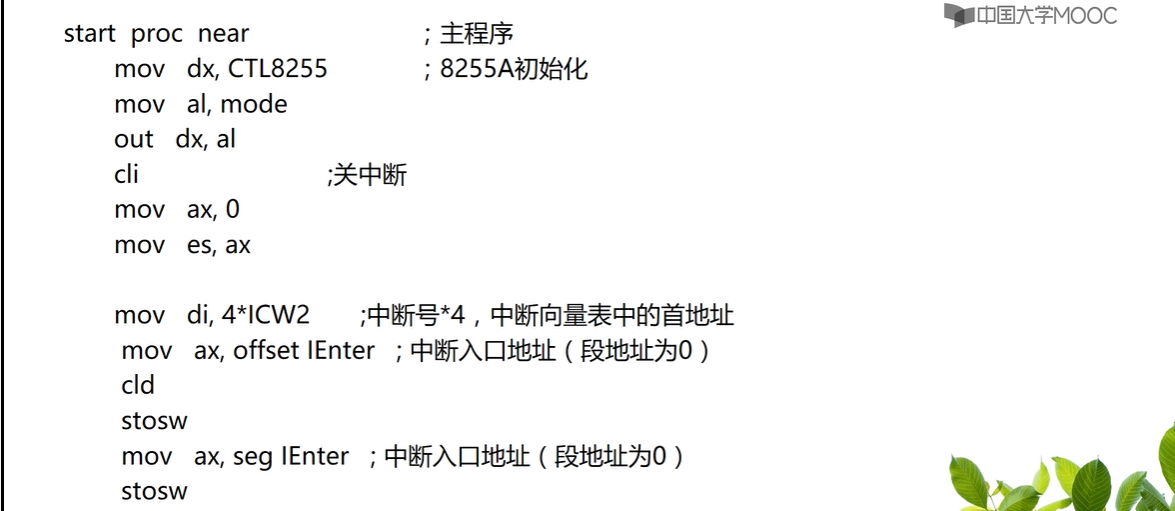 中国大学MOOC
start proc near ; 主程序
mov dx, CTL8255 ; 8255A初始化
mov al, mode
out dx, al
cli ;关中断
mov ax, 0
mov es, ax
mov di, 4*ICW2 ;中断号*4，中断向量表中的首地址
mov ax, offset IEnter ; 中断入口地址（段地址为0）
cld
stosw
mov ax, seg IEnter ; 中断入口地址（段地址为0）
stosw